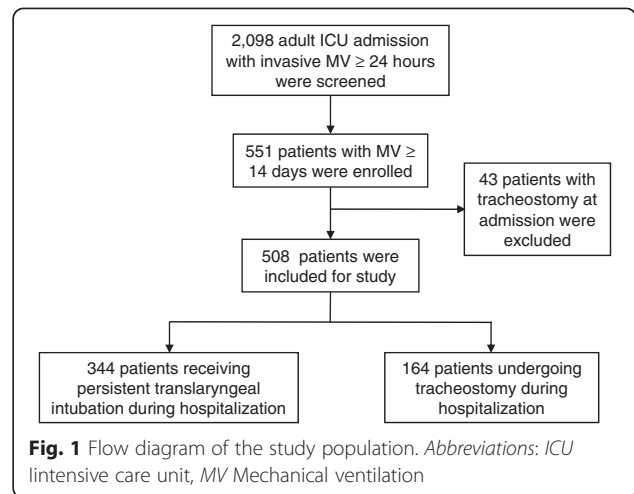 2,098 adult ICU admission
with invasive MV ≥ 24 hours
were screened
551 patients with MV ≥
14 days were enrolled
43 patients with
tracheostomy at
admission were
excluded
508 patients were
included for study
344 patients receiving
persistent translaryngeal
intubation during hospitalization
164 patients undergoing
tracheostomy during
hospitalization
Fig. 1 Flow diagram of the study population. Abbreviations: ICU
Iintensive care unit, MV Mechanical ventilation